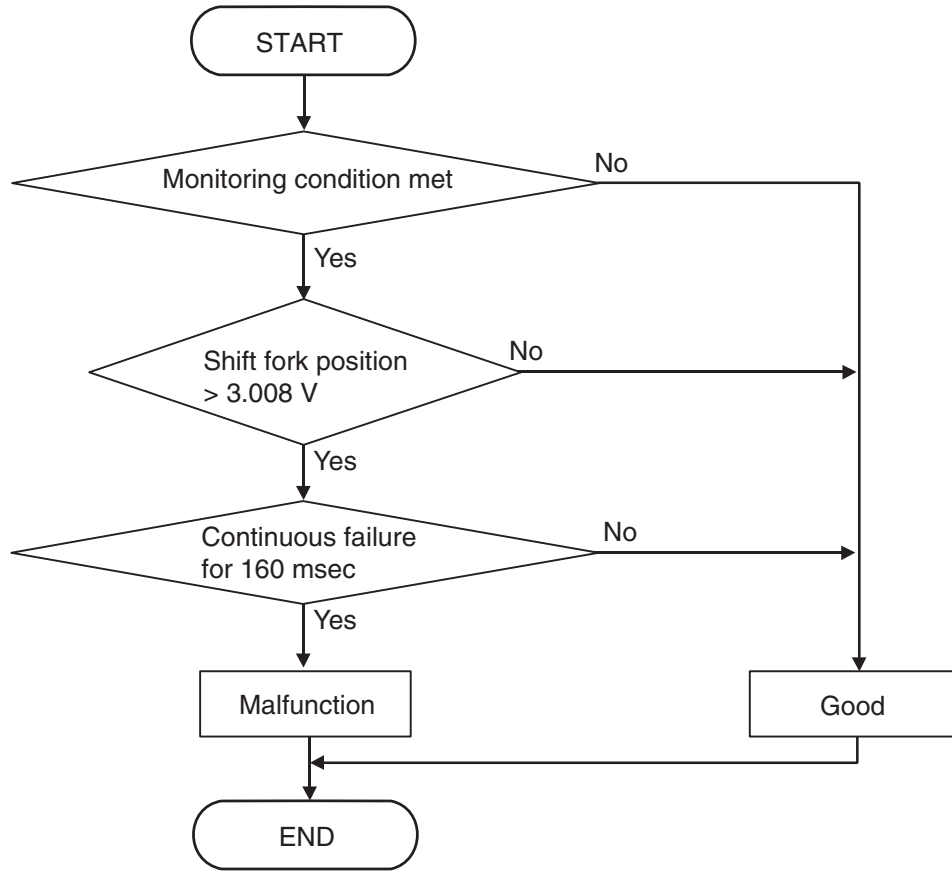 START
Monitoring condition met
No
Yes
Shift fork position
> 3.008 V
No
Yes
Continuous failure
for 160 msec
No
Yes
Malfunction
Good
END